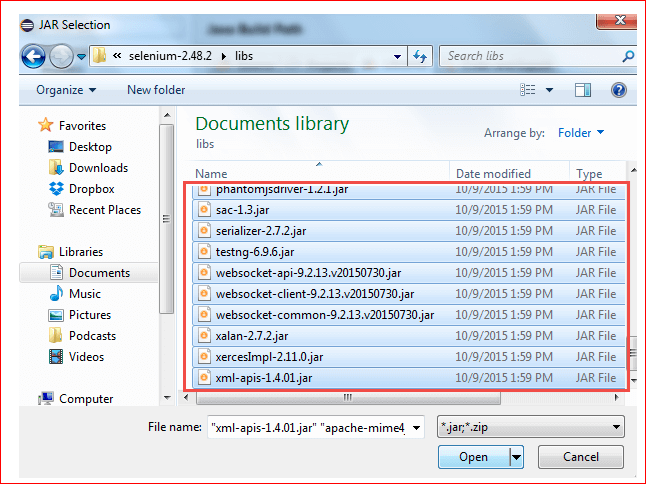 JAR Selection
Java Build Path
« selenium-2.48.2 libs
Search libs
Organize
New folder
Favorites
Desktop
Downloads
Dropbox
Recent Places
Libraries
Documents
Music
Pictures
Podcasts
Videos
Computer
Documents library
libs
Arrange by: Folder
Name Date modified Type
phantomjsdriver-1.2.1.jar 10/9/2015 1:59 PM JAR File
sac-1.3.jar 10/9/2015 1:59 PM JAR File
serializer-2.7.2.jar 10/9/2015 1:59 PM JAR File
testng-6.9.6.jar 10/9/2015 1:59 PM JAR File
websocket-api-9.2.13.v20150730.jar 10/9/2015 1:59 PM JAR File
websocket-client-9.2.13.v20150730.jar 10/9/2015 1:59 PM JAR File
websocket-common-9.2.13.v20150730.jar 10/9/2015 1:59 PM JAR File
xalan-2.7.2.jar 10/9/2015 1:59 PM JAR File
xercesImpl-2.11.0.jar 10/9/2015 1:59 PM JAR File
xml-apis-1.4.01.jar 10/9/2015 1:59 PM JAR File
File name: "xml-apis-1.4.01.jar" "apache-mime4 *.jar;*.zip
Open Cancel